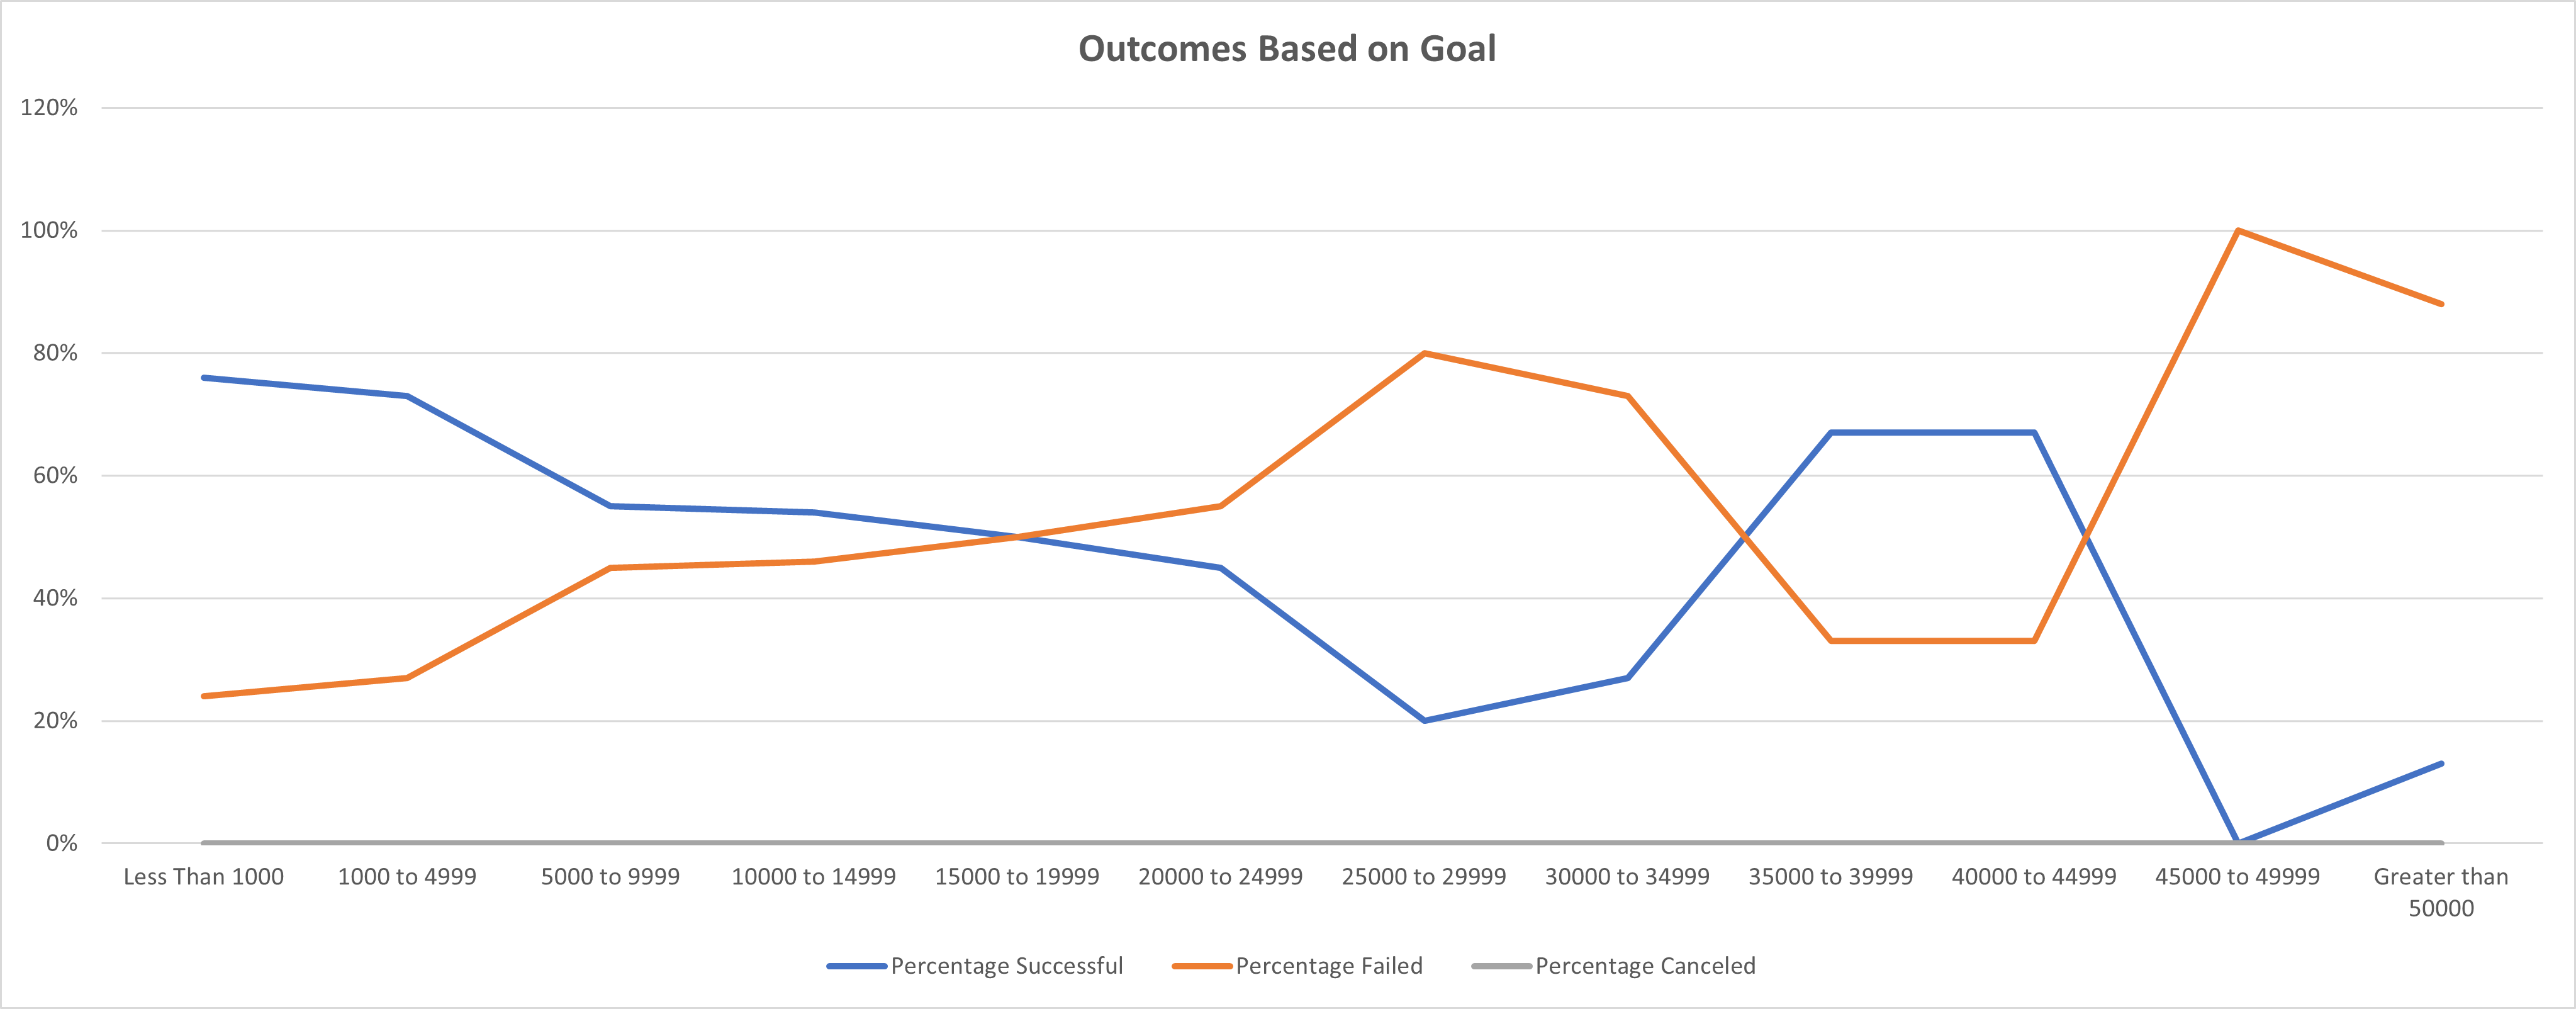 Outcomes Based on Goal
120%
100%
80%
60%
40%
20%
0%
Less Than 1000
1000 to 4999
5000 to 9999
10000 to 14999
15000 to 19999
20000 to 24999
25000 to 29999
30000 to 34999
35000 to 39999
40000 to 44999
45000 to 49999
Greater than
50000
Percentage Successful
Percentage Failed
Percentage Canceled